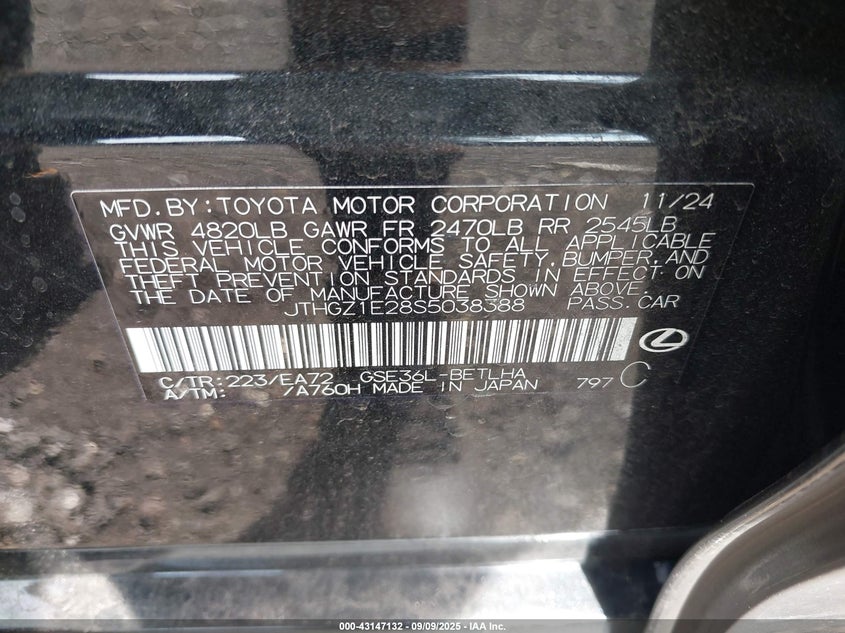 MFD.BY:TOYOTA MOTOR CORPORATION 11/24
GVWR 4820LB GAWR FR 2470LB RR 2545LB
THIS VEHICLE CONFORMS TO ALL APPLICABLE
FEDERAL MOTOR VEHICLE SAFETY,BUMPER,AND
THEFT PREVENTION STANDARDS IN EFFECT ON
THE DATE OF MANUFACTURE SHOWN ABOVE.
JTHGZ1E28S5038388 PASS.CAR
C/TR:223/EA72 GSE36L-BETLHA
A/TM: /A760H MADE IN JAPAN 797 C
000-43147132 - 09/09/2025 - IAA Inc.